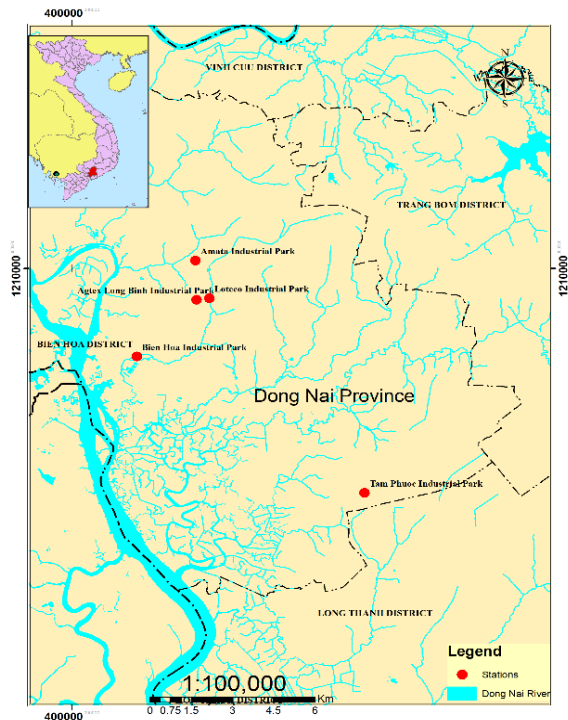 400000
VINH CUU DISTRICT
N
TRANG BOM DISTRICT
Amata Industrial Park
1210000
1210000
Agtex Long Binh Industrial Park
Loteco Industrial Park
BIEN HOA DISTRICT
Bien Hoa Industrial Park
Dong Nai Province
Tam Phuoc Industrial Park
LONG THANH DISTRICT
Legend
Stations
Dong Nai River
1:100,000
Km
0 0.75 1.5 3 4.5 6
400000